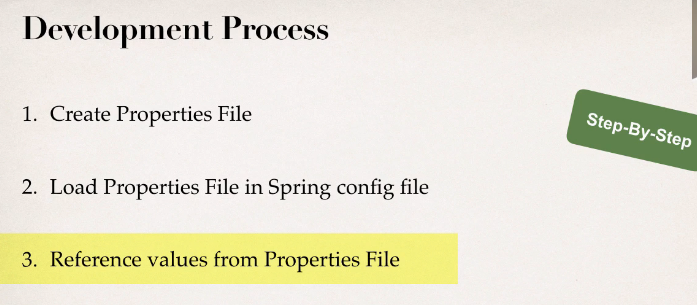 Development Process
1. Create Properties File
Step-By-Step
2. Load Properties File in Spring config file
3. Reference values from Properties File